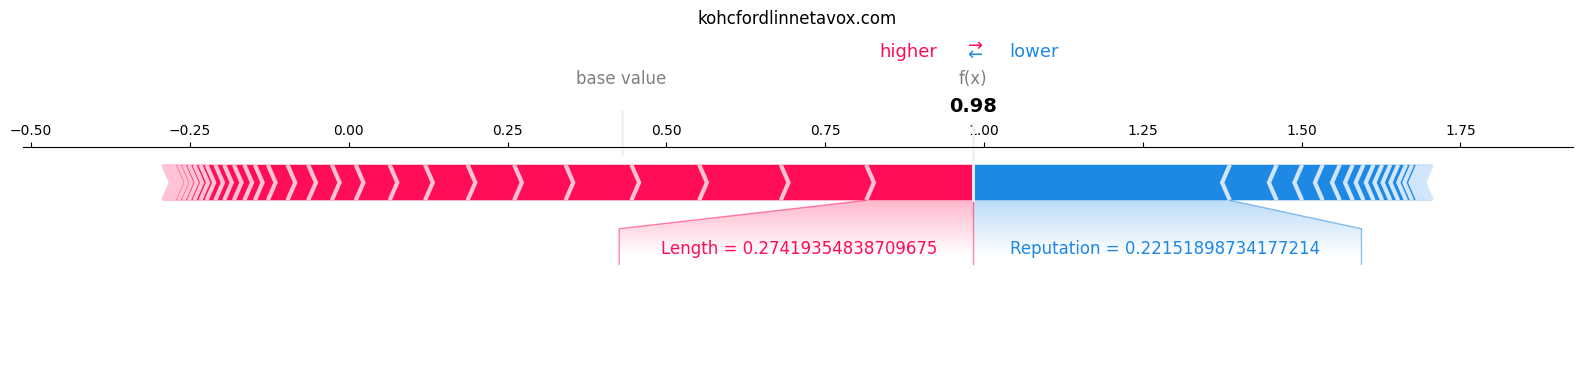 kohcfordlinnetavox.com
higher → ← lower
base value f(x)
0.98
−0.50 −0.25 0.00 0.25 0.50 0.75 1.00 1.25 1.50 1.75
Length = 0.27419354838709675 Reputation = 0.22151898734177214